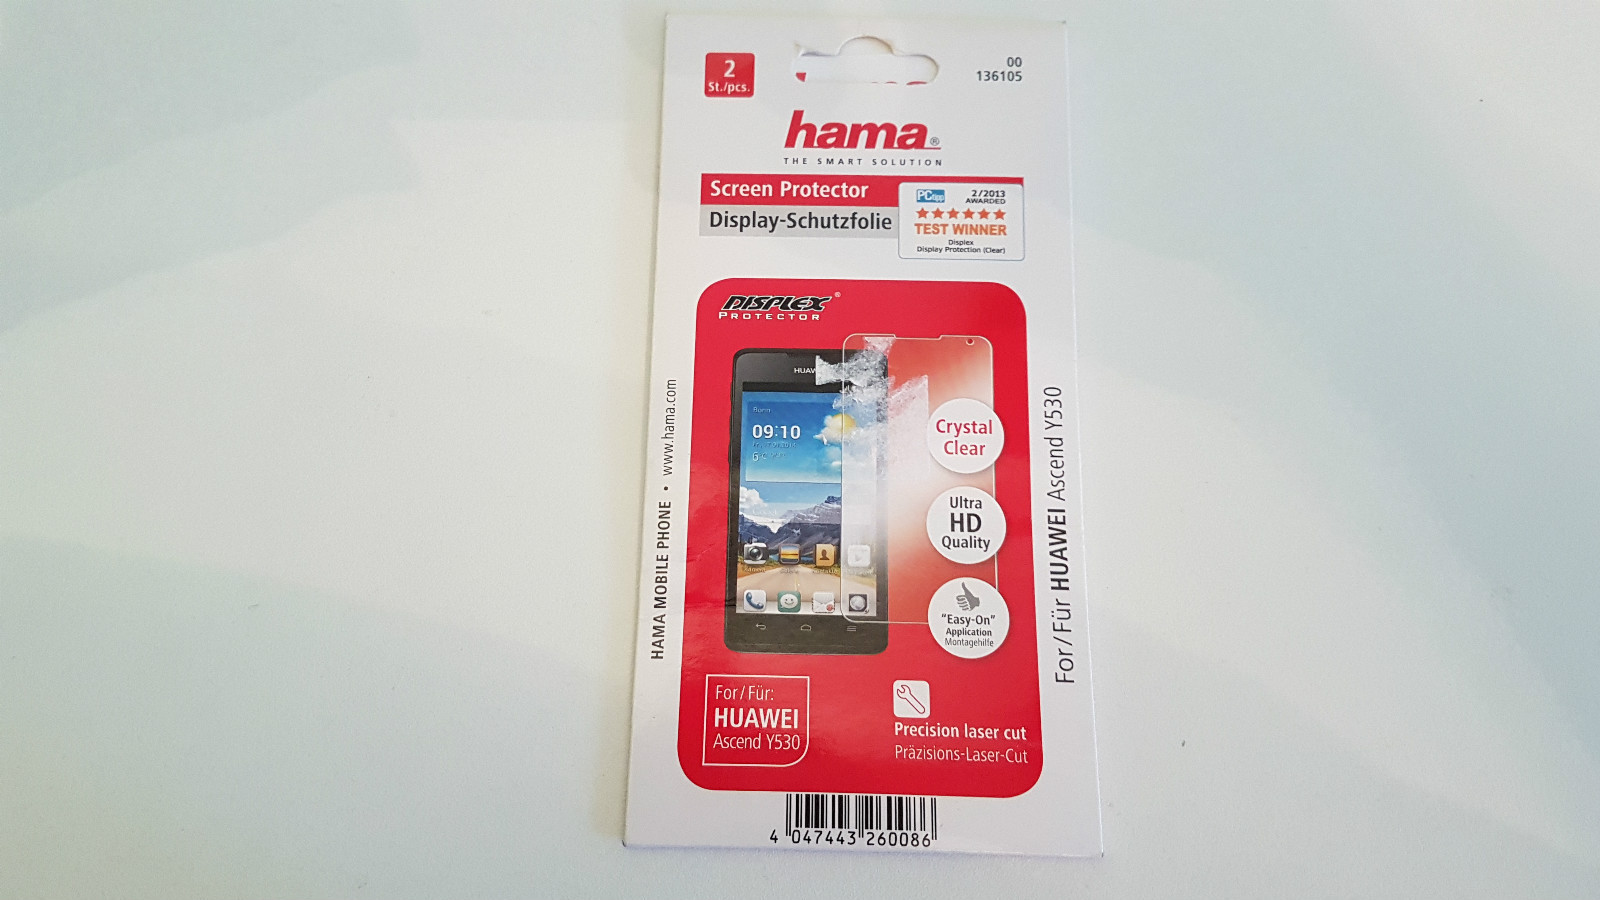 2
St./pcs.
00
136105
hama®
THE SMART SOLUTION
Screen Protector
Display-Schutzfolie
PCtipp
2/2013
AWARDED
TEST WINNER
Displex
Display Protection (Clear)
DISPLEX®
PROTECTOR
09:10
Crystal
Clear
Ultra
HD
Quality
"Easy-On"
Application
Montagehilfe
For/Für:
HUAWEI
Ascend Y530
Precision laser cut
Präzisions-Laser-Cut
HAMA MOBILE PHONE • www.hama.com
For/Für HUAWEI Ascend Y530
4 047443 260086